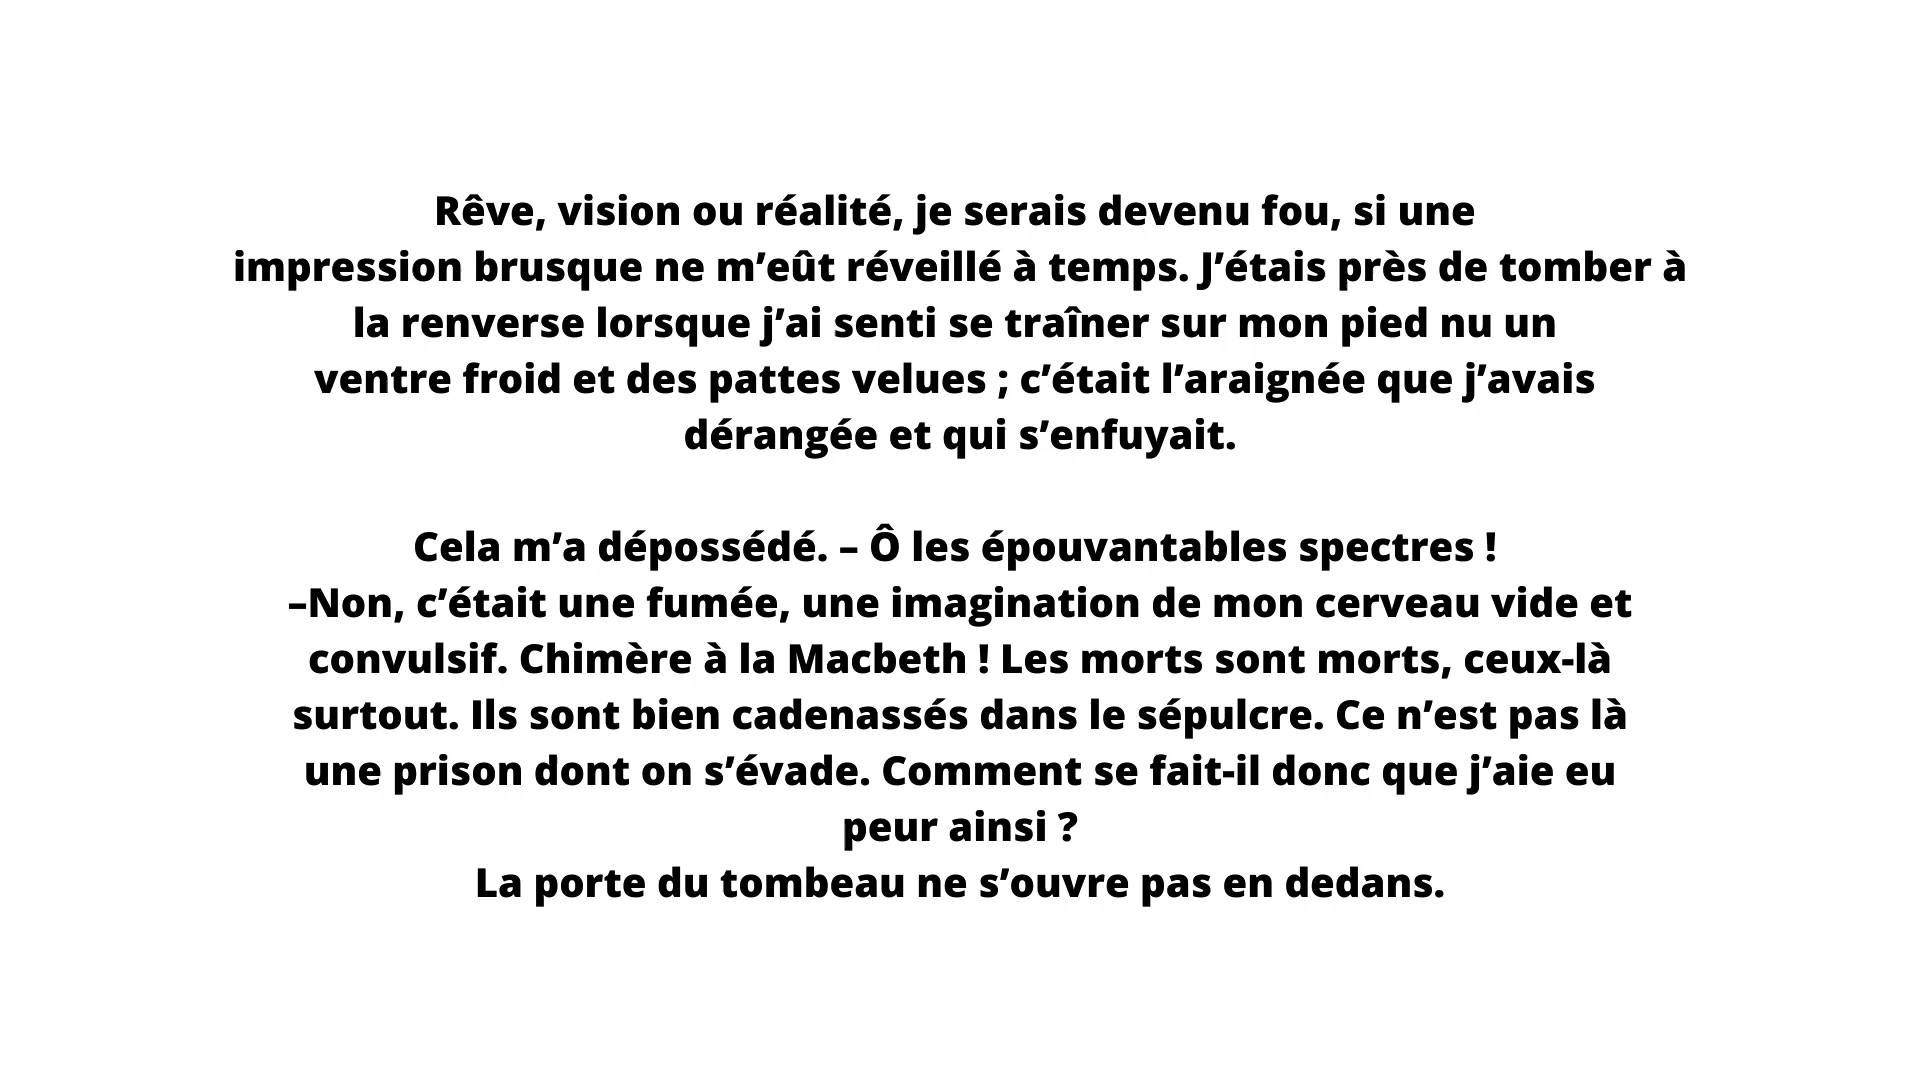 Rêve, vision ou réalité, je serais devenu fou, si une
impression brusque ne m’eût réveillé à temps. J’étais près de tomber à
la renverse lorsque j’ai senti se traîner sur mon pied nu un
ventre froid et des pattes velues ; c’était l’araignée que j’avais
dérangée et qui s’enfuyait.
Cela m’a dépossédé. – Ô les épouvantables spectres !
–Non, c’était une fumée, une imagination de mon cerveau vide et
convulsif. Chimère à la Macbeth ! Les morts sont morts, ceux-là
surtout. Ils sont bien cadenassés dans le sépulcre. Ce n’est pas là
une prison dont on s’évade. Comment se fait-il donc que j’aie eu
peur ainsi ?
La porte du tombeau ne s’ouvre pas en dedans.